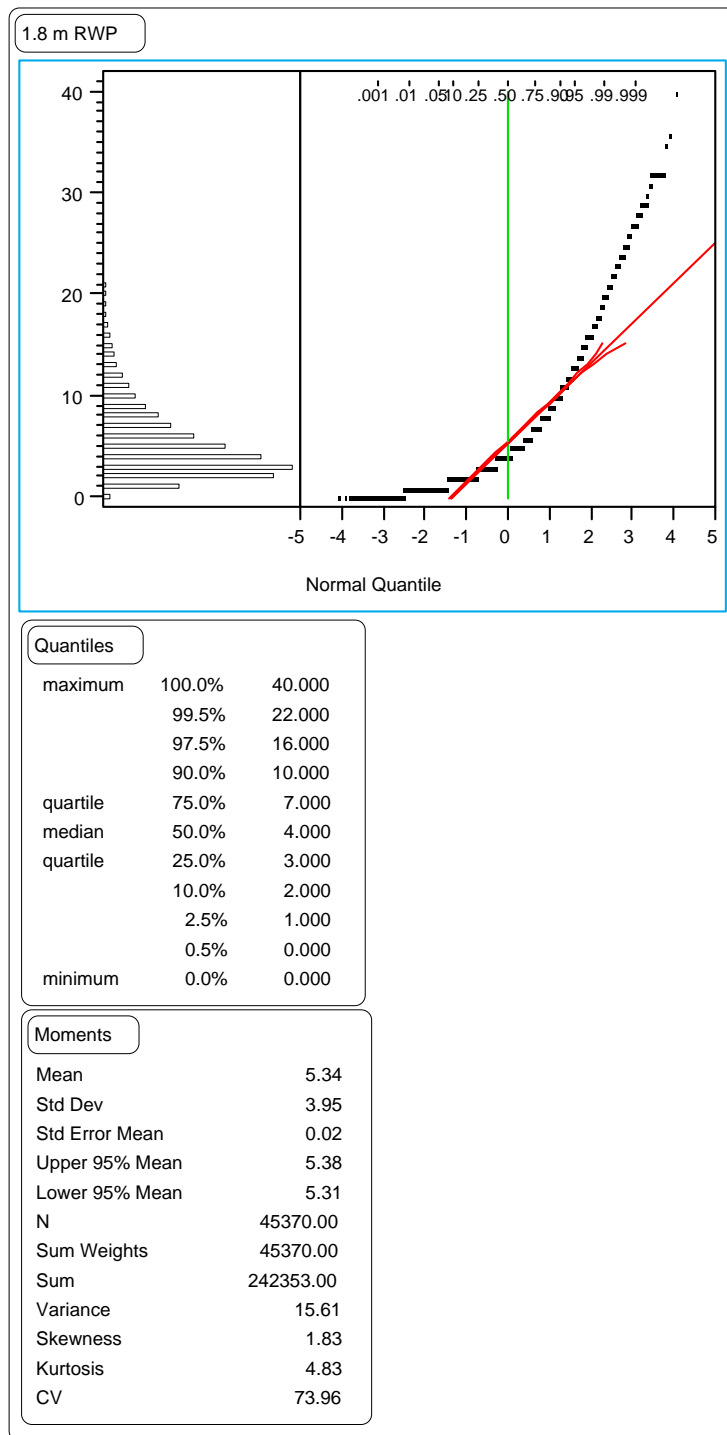 1.8 m RWP
.001 .01 .05 .10 .25 .50 .75 .90 .95 .99 .999
40
30
20
10
0
-5 -4 -3 -2 -1 0 1 2 3 4 5
Normal Quantile
Quantiles
maximum 100.0% 40.000
99.5% 22.000
97.5% 16.000
90.0% 10.000
quartile 75.0% 7.000
median 50.0% 4.000
quartile 25.0% 3.000
10.0% 2.000
2.5% 1.000
0.5% 0.000
minimum 0.0% 0.000
Moments
Mean 5.34
Std Dev 3.95
Std Error Mean 0.02
Upper 95% Mean 5.38
Lower 95% Mean 5.31
N 45370.00
Sum Weights 45370.00
Sum 242353.00
Variance 15.61
Skewness 1.83
Kurtosis 4.83
CV 73.96